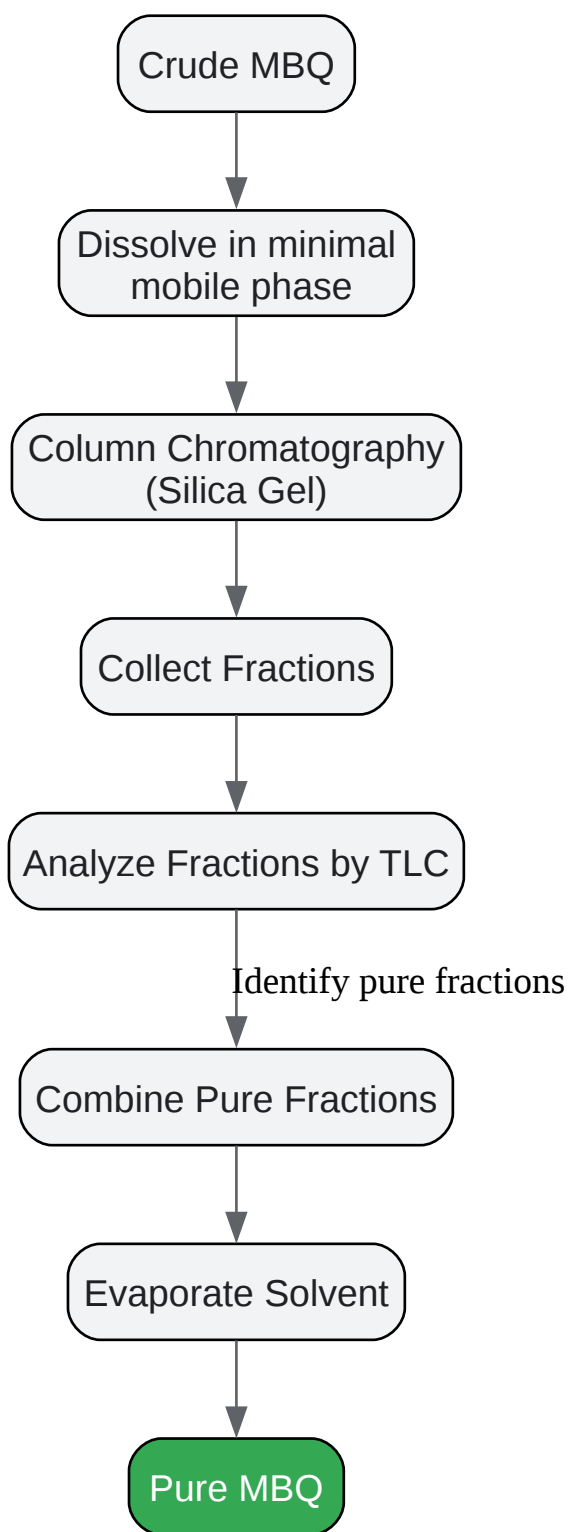 Crude MBQ
Dissolve in minimal
mobile phase
Column Chromatography
(Silica Gel)
Collect Fractions
Analyze Fractions by TLC
Identify pure fractions
Combine Pure Fractions
Evaporate Solvent
Pure MBQ